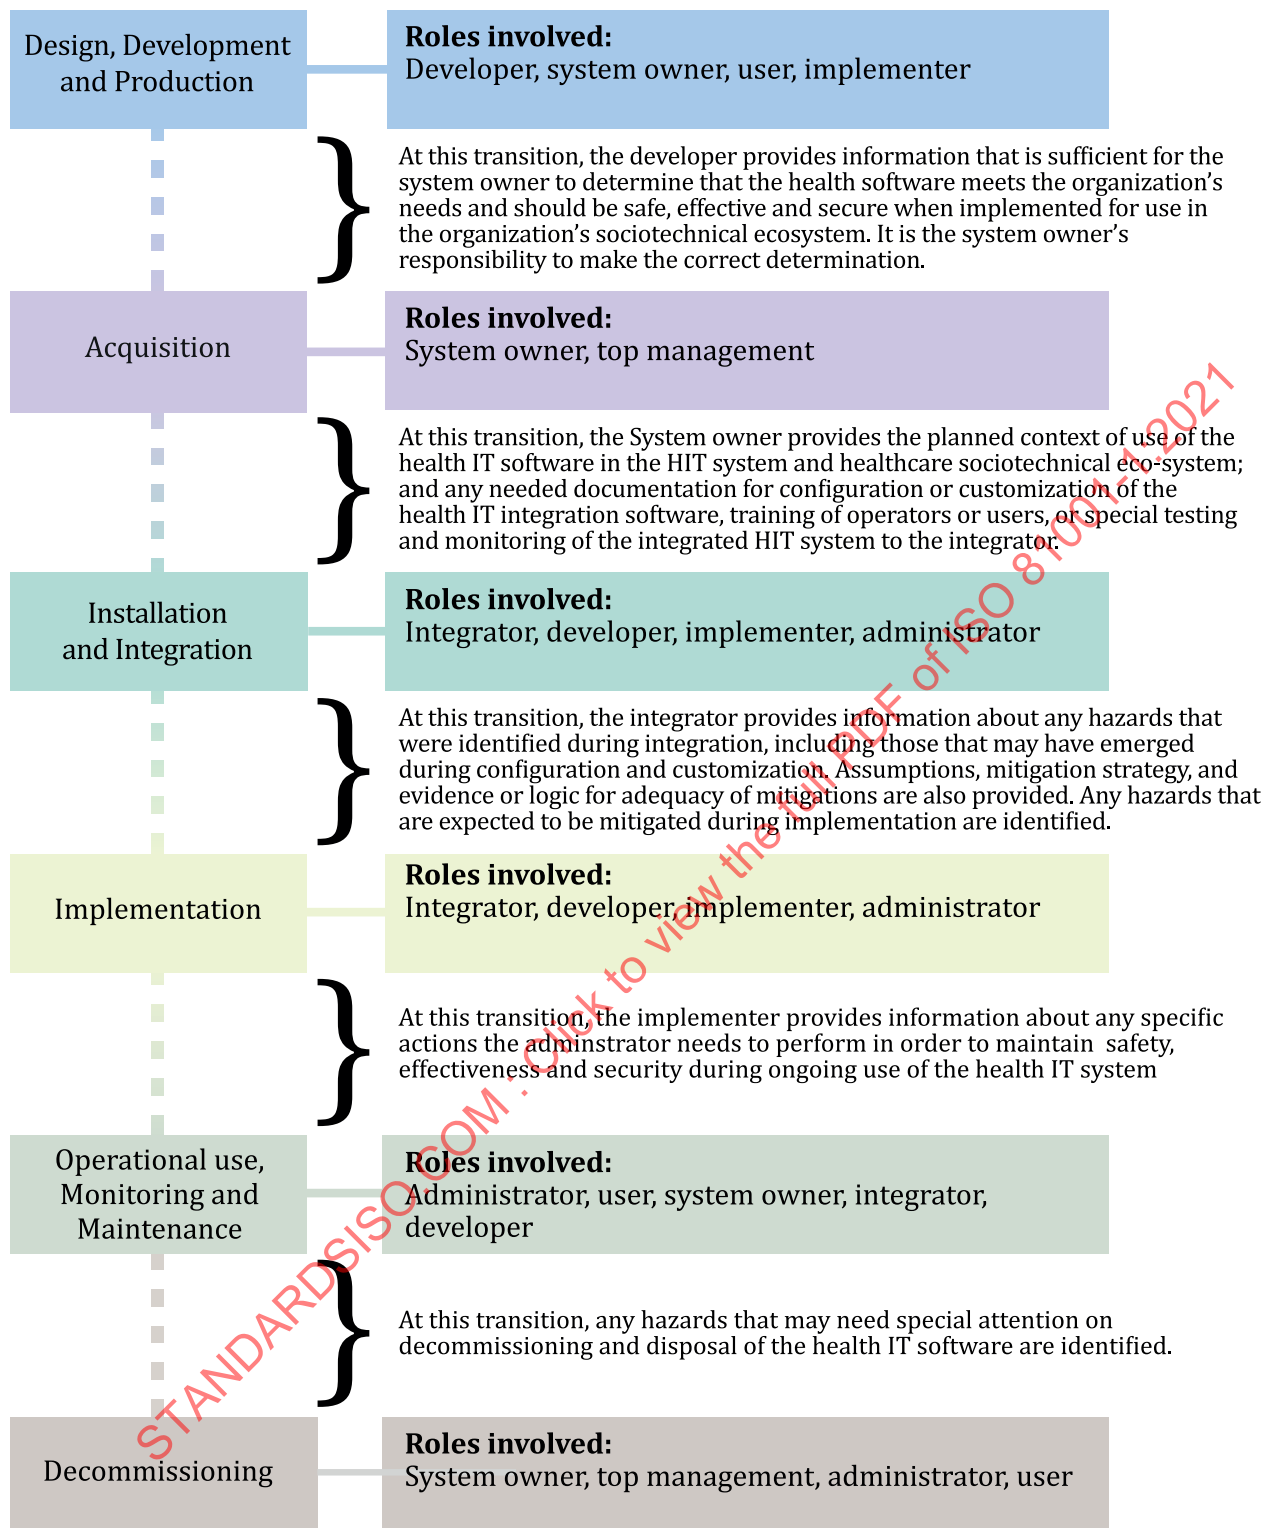 Design, Development
and Production
Roles involved:
Developer, system owner, user, implementer
At this transition, the developer provides information that is sufficient for the
system owner to determine that the health software meets the organization’s
needs and should be safe, effective and secure when implemented for use in
the organization’s sociotechnical ecosystem. It is the system owner’s
responsibility to make the correct determination.
Acquisition
Roles involved:
System owner, top management
At this transition, the System owner provides the planned context of use of the
health IT software in the HIT system and healthcare sociotechnical eco-system;
and any needed documentation for configuration or customization of the
health IT integration software, training of operators or users, or special testing
and monitoring of the integrated HIT system to the integrator.
Installation
and Integration
Roles involved:
Integrator, developer, implementer, administrator
At this transition, the integrator provides information about any hazards that
were identified during integration, including those that may have emerged
during configuration and customization. Assumptions, mitigation strategy, and
evidence or logic for adequacy of mitigations are also provided. Any hazards that
are expected to be mitigated during implementation are identified.
Implementation
Roles involved:
Integrator, developer, implementer, administrator
At this transition, the implementer provides information about any specific
actions the adminstrator needs to perform in order to maintain  safety,
effectiveness and security during ongoing use of the health IT system
Operational use,
Monitoring and
Maintenance
Roles involved:
Administrator, user, system owner, integrator,
developer
At this transition, any hazards that may need special attention on
decommissioning and disposal of the health IT software are identified.
Decommissioning
Roles involved:
System owner, top management, administrator, user
STANDARDSISO.COM : Click to view the full PDF of ISO 81001-1:2021